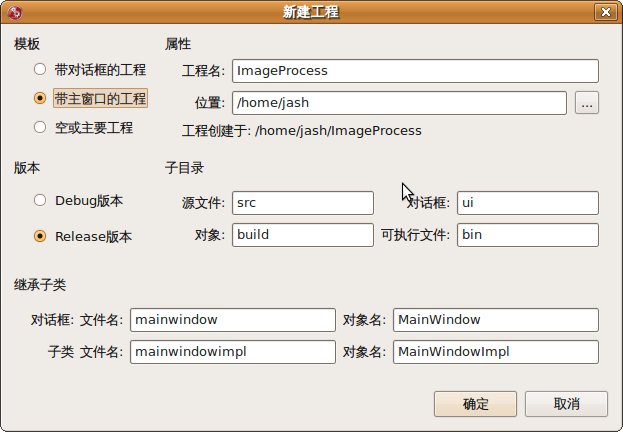 新建工程
模板
带对话框的工程
带主窗口的工程
空或主要工程
属性
工程名: ImageProcess
位置: /home/jash ...
工程创建于: /home/jash/ImageProcess
版本
Debug版本
Release版本
子目录
源文件: src 对话框: ui
对象: build 可执行文件: bin
继承子类
对话框: 文件名: mainwindow 对象名: MainWindow
子类 文件名: mainwindowimpl 对象名: MainWindowImpl
确定 取消